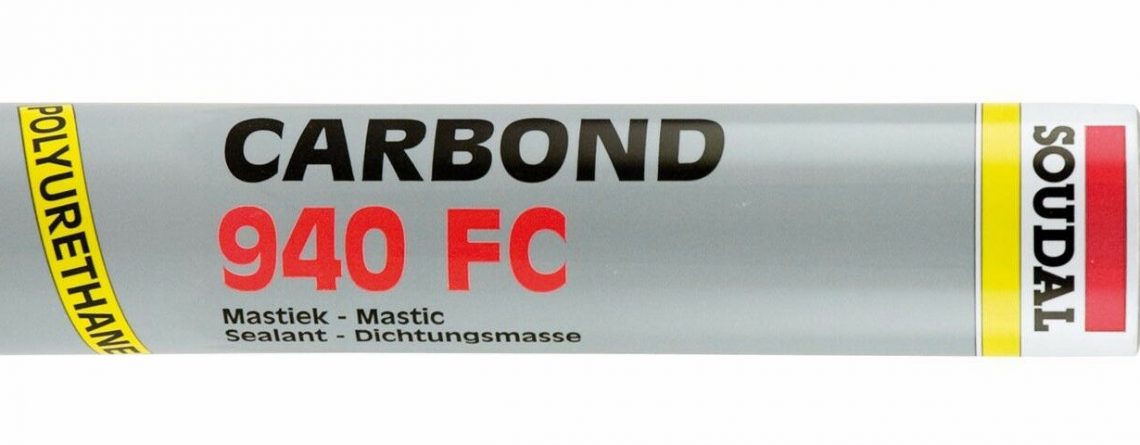 POLYURETHANE
CARBOND
940 FC
Mastiek - Mastic
Sealant - Dichtungsmasse
SOUDAL